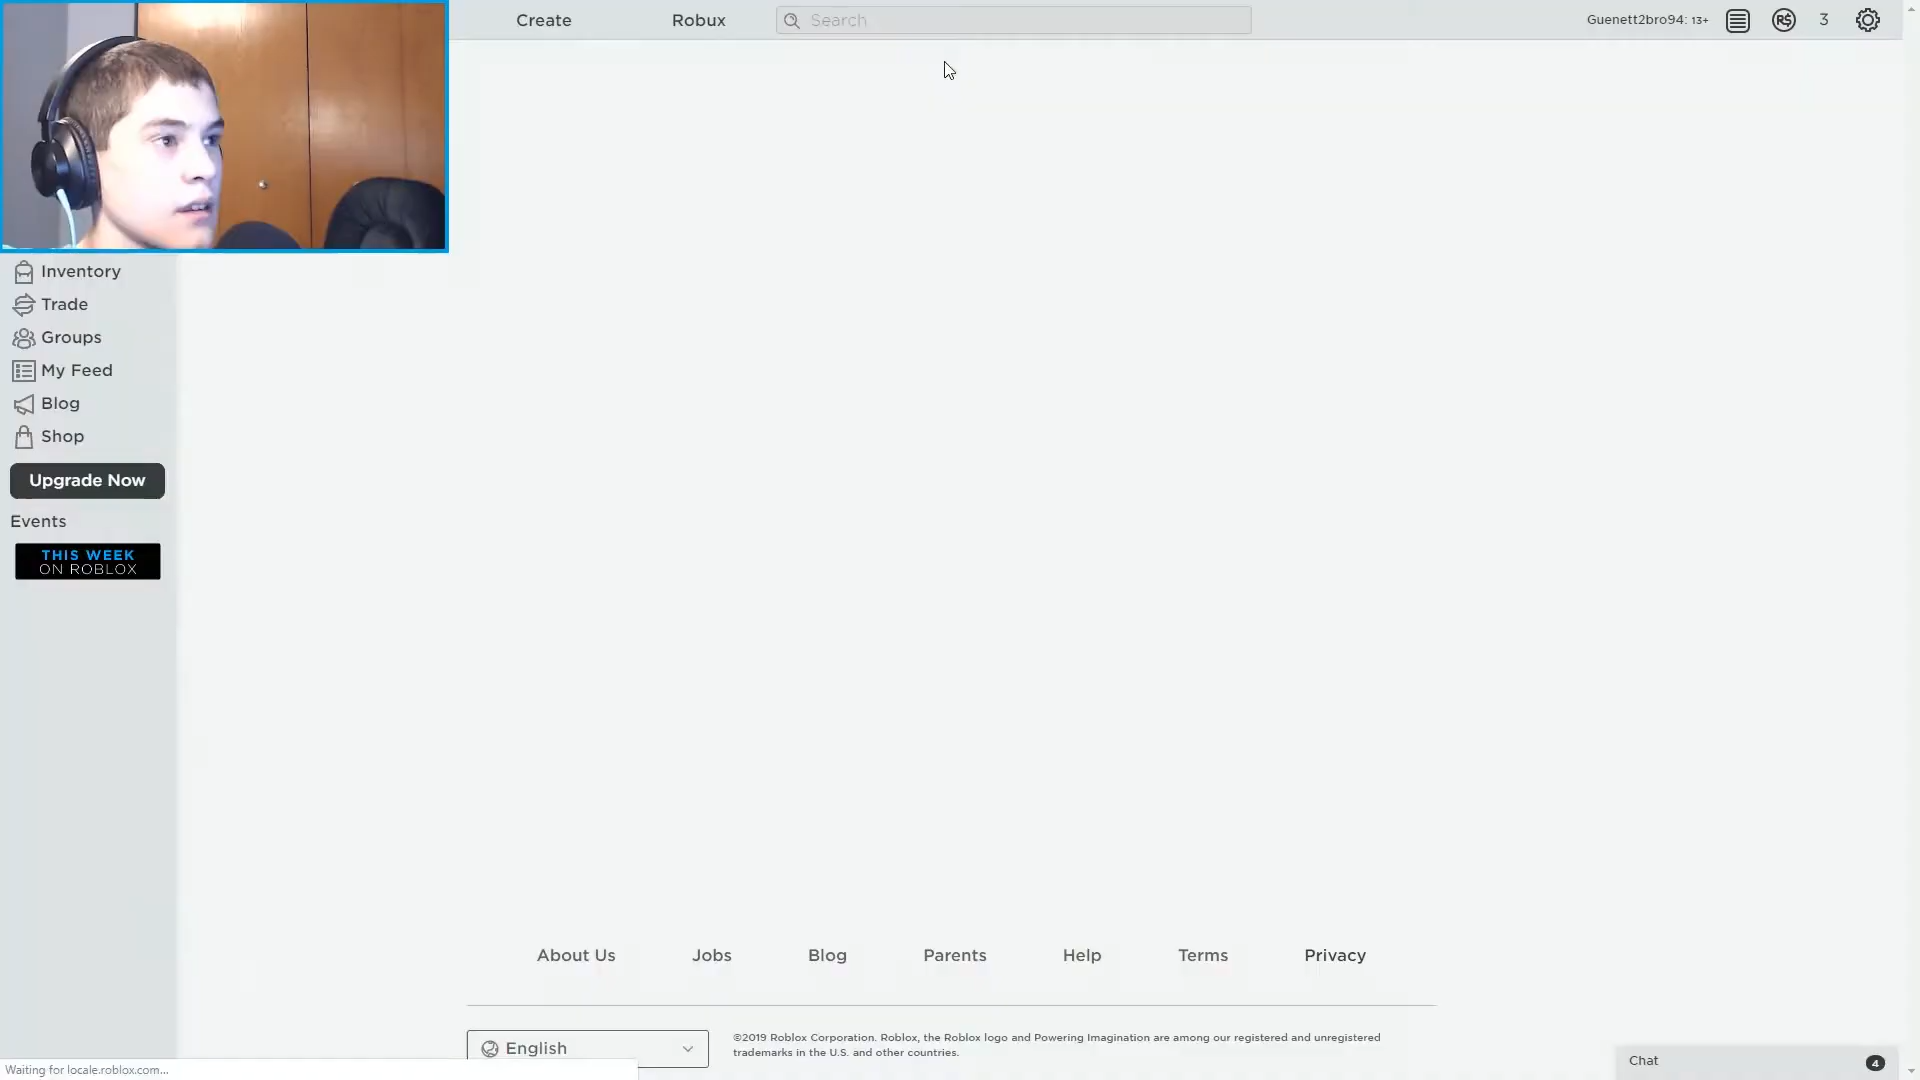 Create
Robux
Search
Guenett2bro94: 13+
3
Inventory
Trade
Groups
My Feed
Blog
Shop
Upgrade Now
Events
THIS WEEK
ON ROBLOX
About Us
Jobs
Blog
Parents
Help
Terms
Privacy
English
©2019 Roblox Corporation. Roblox, the Roblox logo and Powering Imagination are among our registered and unregistered
trademarks in the U.S. and other countries.
Waiting for locale.roblox.com...
Chat
4